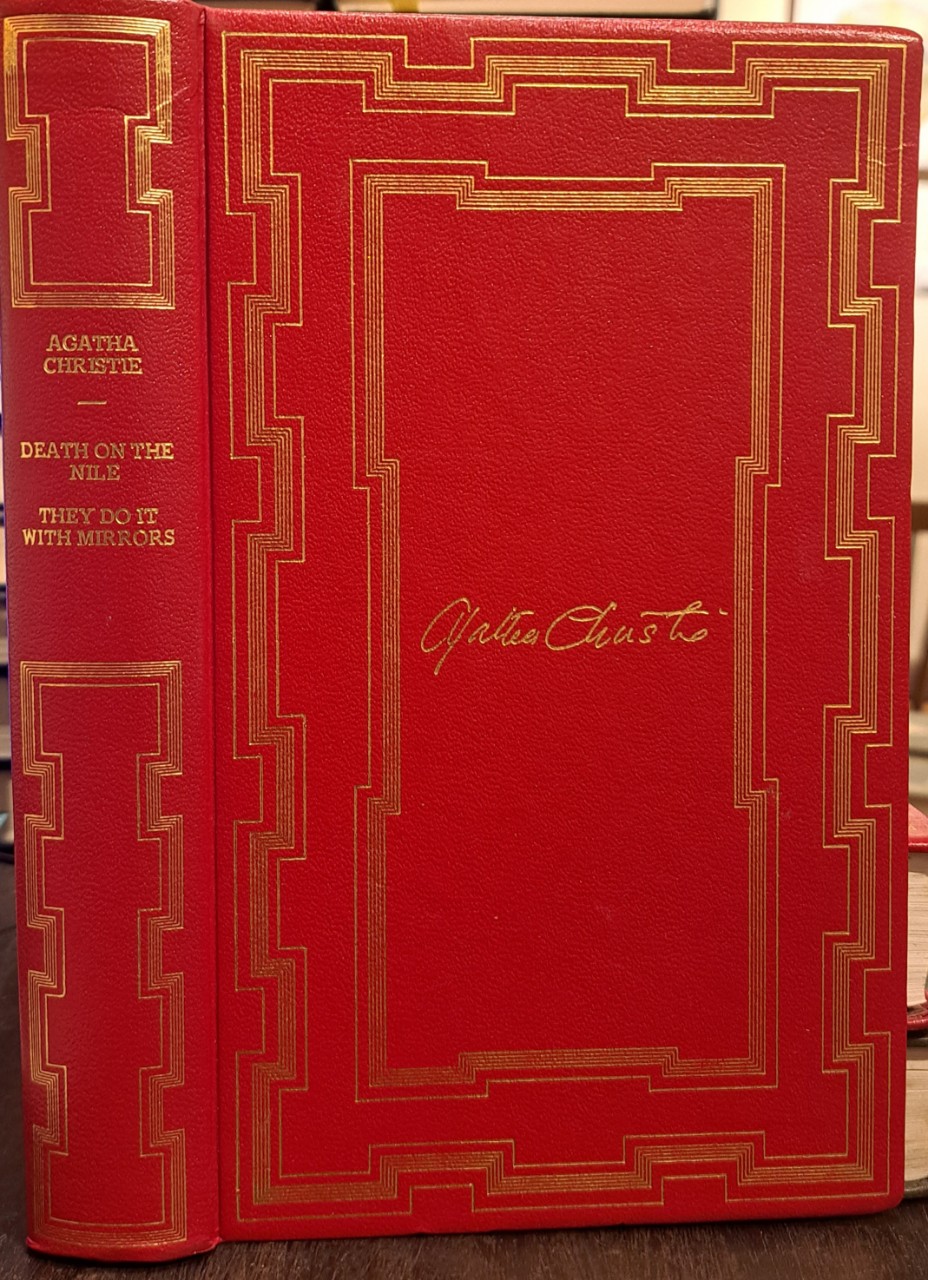 AGATHA
CHRISTIE
—
DEATH ON THE
NILE
THEY DO IT
WITH MIRRORS
Agatha Christie